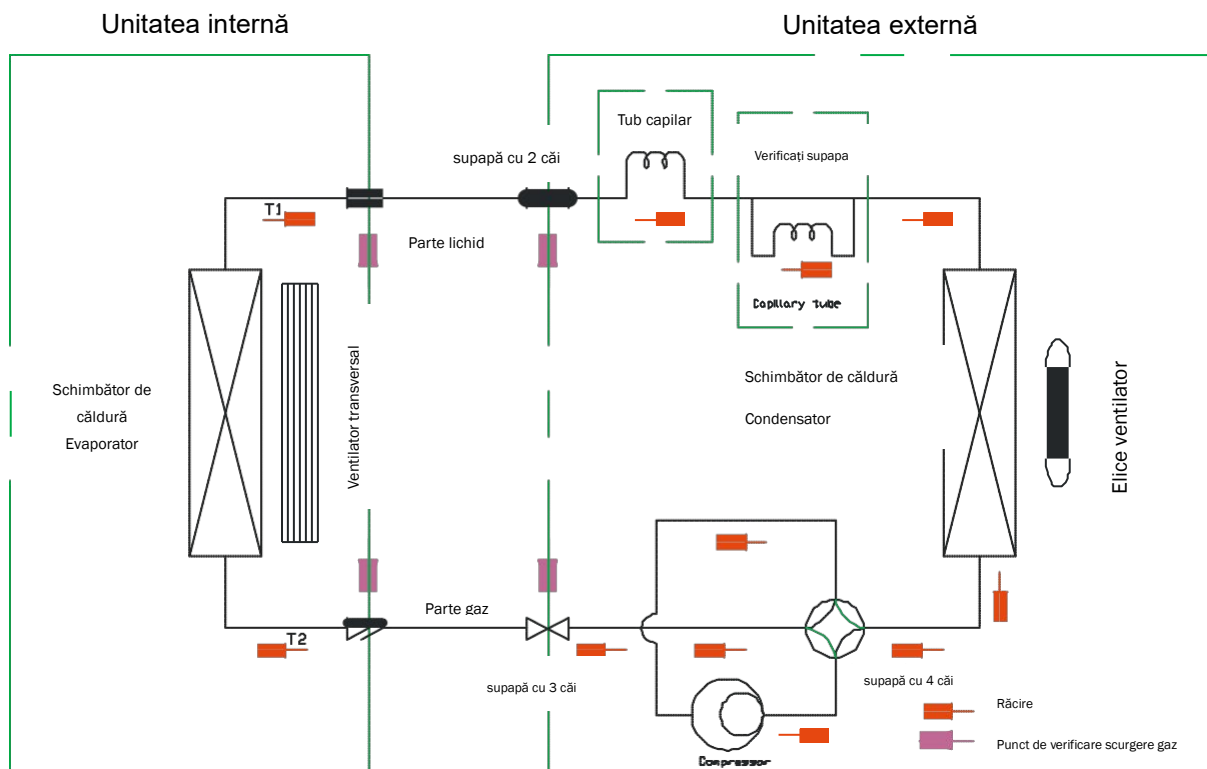 Unitatea internă
Unitatea externă
Tub capilar
supapă cu 2 căi
Verificați supapa
T1
Parte lichid
Capillary tube
Schimbător de
căldură
Evaporator
Ventilator transversal
Schimbător de căldură
Condensator
Elice ventilator
Parte gaz
T2
supapă cu 3 căi
supapă cu 4 căi
Răcire
Punct de verificare scurgere gaz
Compressor